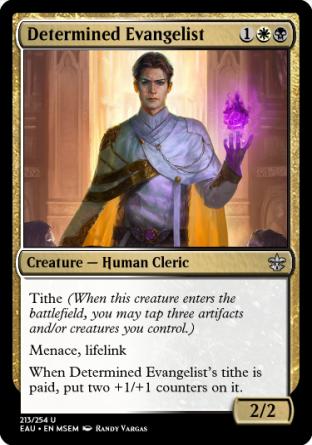 Determined Evangelist 1
Creature — Human Cleric
Tithe (When this creature enters the
battlefield, you may tap three artifacts
and/or creatures you control.)
Menace, lifelink
When Determined Evangelist's tithe is
paid, put two +1/+1 counters on it.
2/2
213/254 U
EAU • EN MSEM Randy Vargas